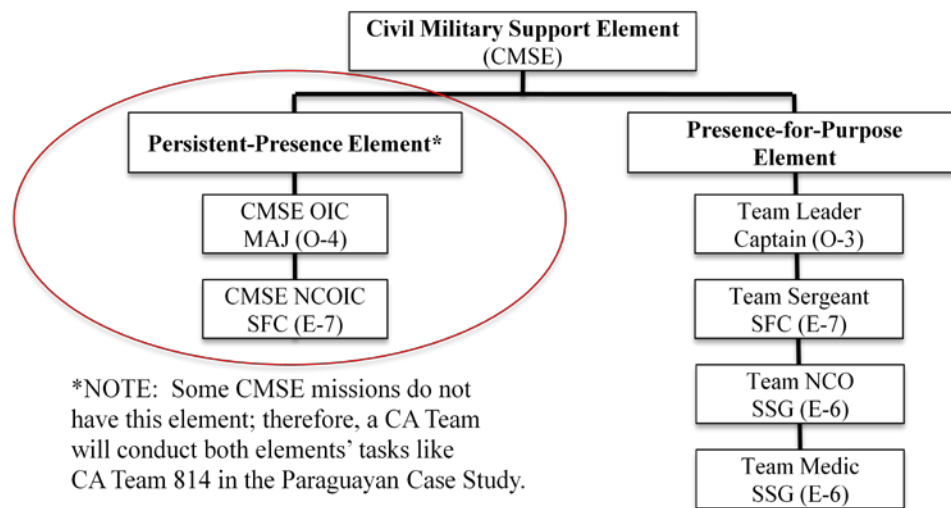 Civil Military Support Element
(CMSE)
Persistent-Presence Element*
CMSE OIC
MAJ (O-4)
CMSE NCOIC
SFC (E-7)
*NOTE: Some CMSE missions do not
have this element; therefore, a CA Team
will conduct both elements’ tasks like
CA Team 814 in the Paraguayan Case Study.
Presence-for-Purpose
Element
Team Leader
Captain (O-3)
Team Sergeant
SFC (E-7)
Team NCO
SSG (E-6)
Team Medic
SSG (E-6)